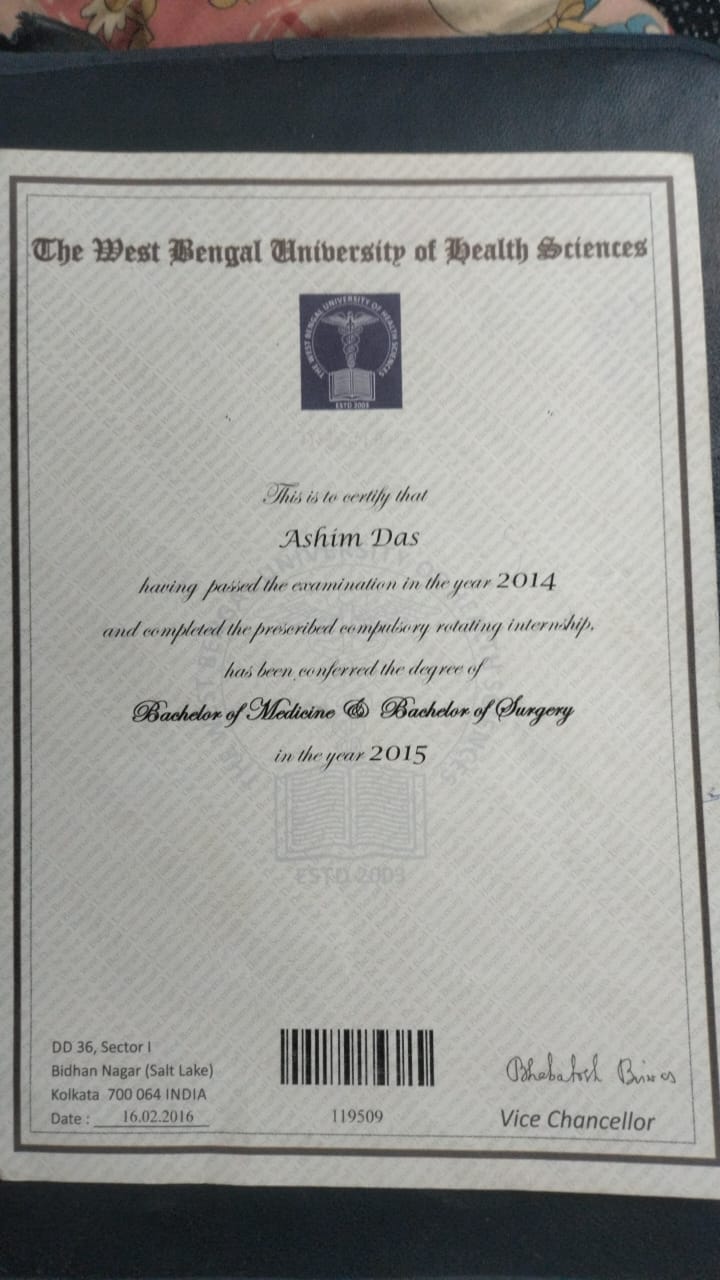 The West Bengal University of Health Sciences
THE WEST BENGAL UNIVERSITY OF HEALTH SCIENCES
ESTD 2003
This is to certify that
Ashim Das
having passed the examination in the year 2014
and completed the prescribed compulsory rotating internship,
has been conferred the degree of
Bachelor of Medicine & Bachelor of Surgery
in the year 2015
ESTD 2003
DD 36, Sector I
Bidhan Nagar (Salt Lake)
Kolkata 700 064 INDIA
Date : 16.02.2016
119509
Bhabatosh Biswas
Vice Chancellor